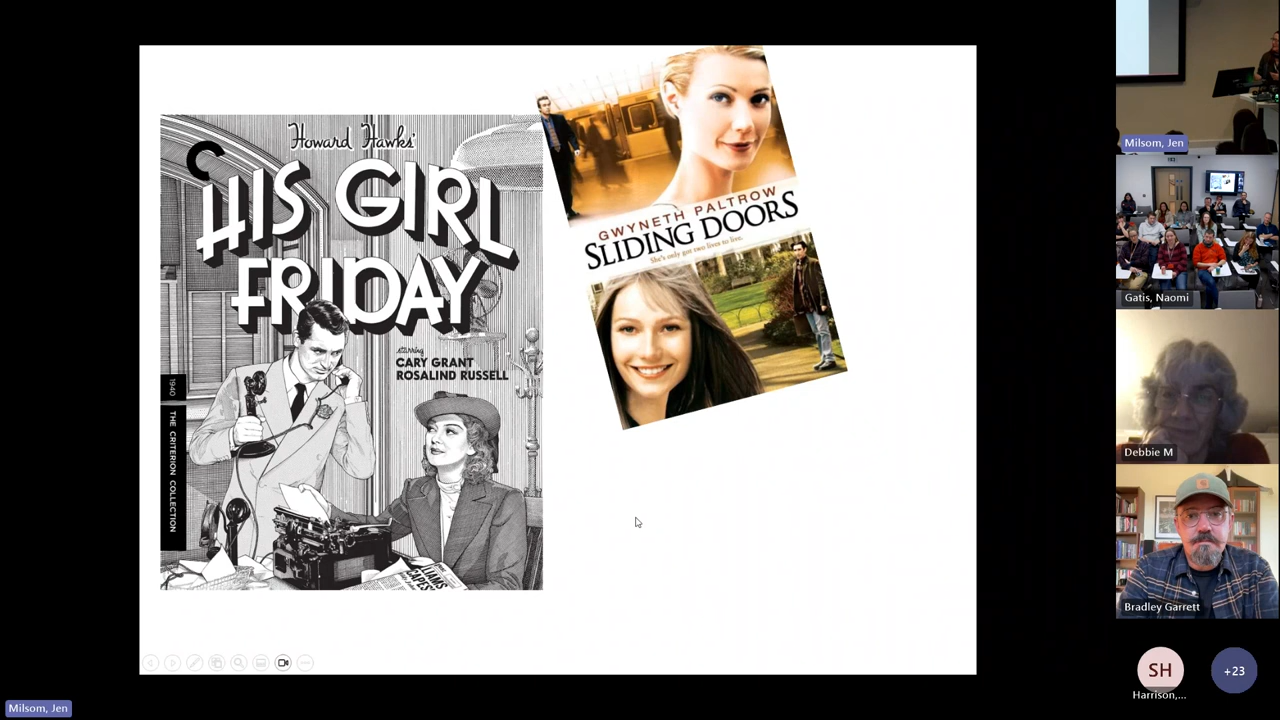 Howard Hawks'
HIS GIRL
FRIDAY
starring
CARY GRANT
ROSALIND RUSSELL
1940
THE CRITERION COLLECTION
GWYNETH PALTROW
SLIDING DOORS
She's only got two lives to live.
Milsom, Jen
Gatis, Naomi
Debbie M
Bradley Garrett
SH
Harrison,...
+23
Milsom, Jen